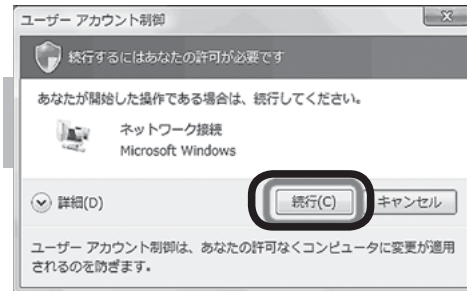 ユーザー アカウント制御
続行するにはあなたの許可が必要です
あなたが開始した操作である場合は、続行してください。
ネットワーク接続
Microsoft Windows
詳細(D)
続行(C)
キャンセル
ユーザー アカウント制御は、あなたの許可なくコンピュータに変更が適用
されるのを防ぎます。